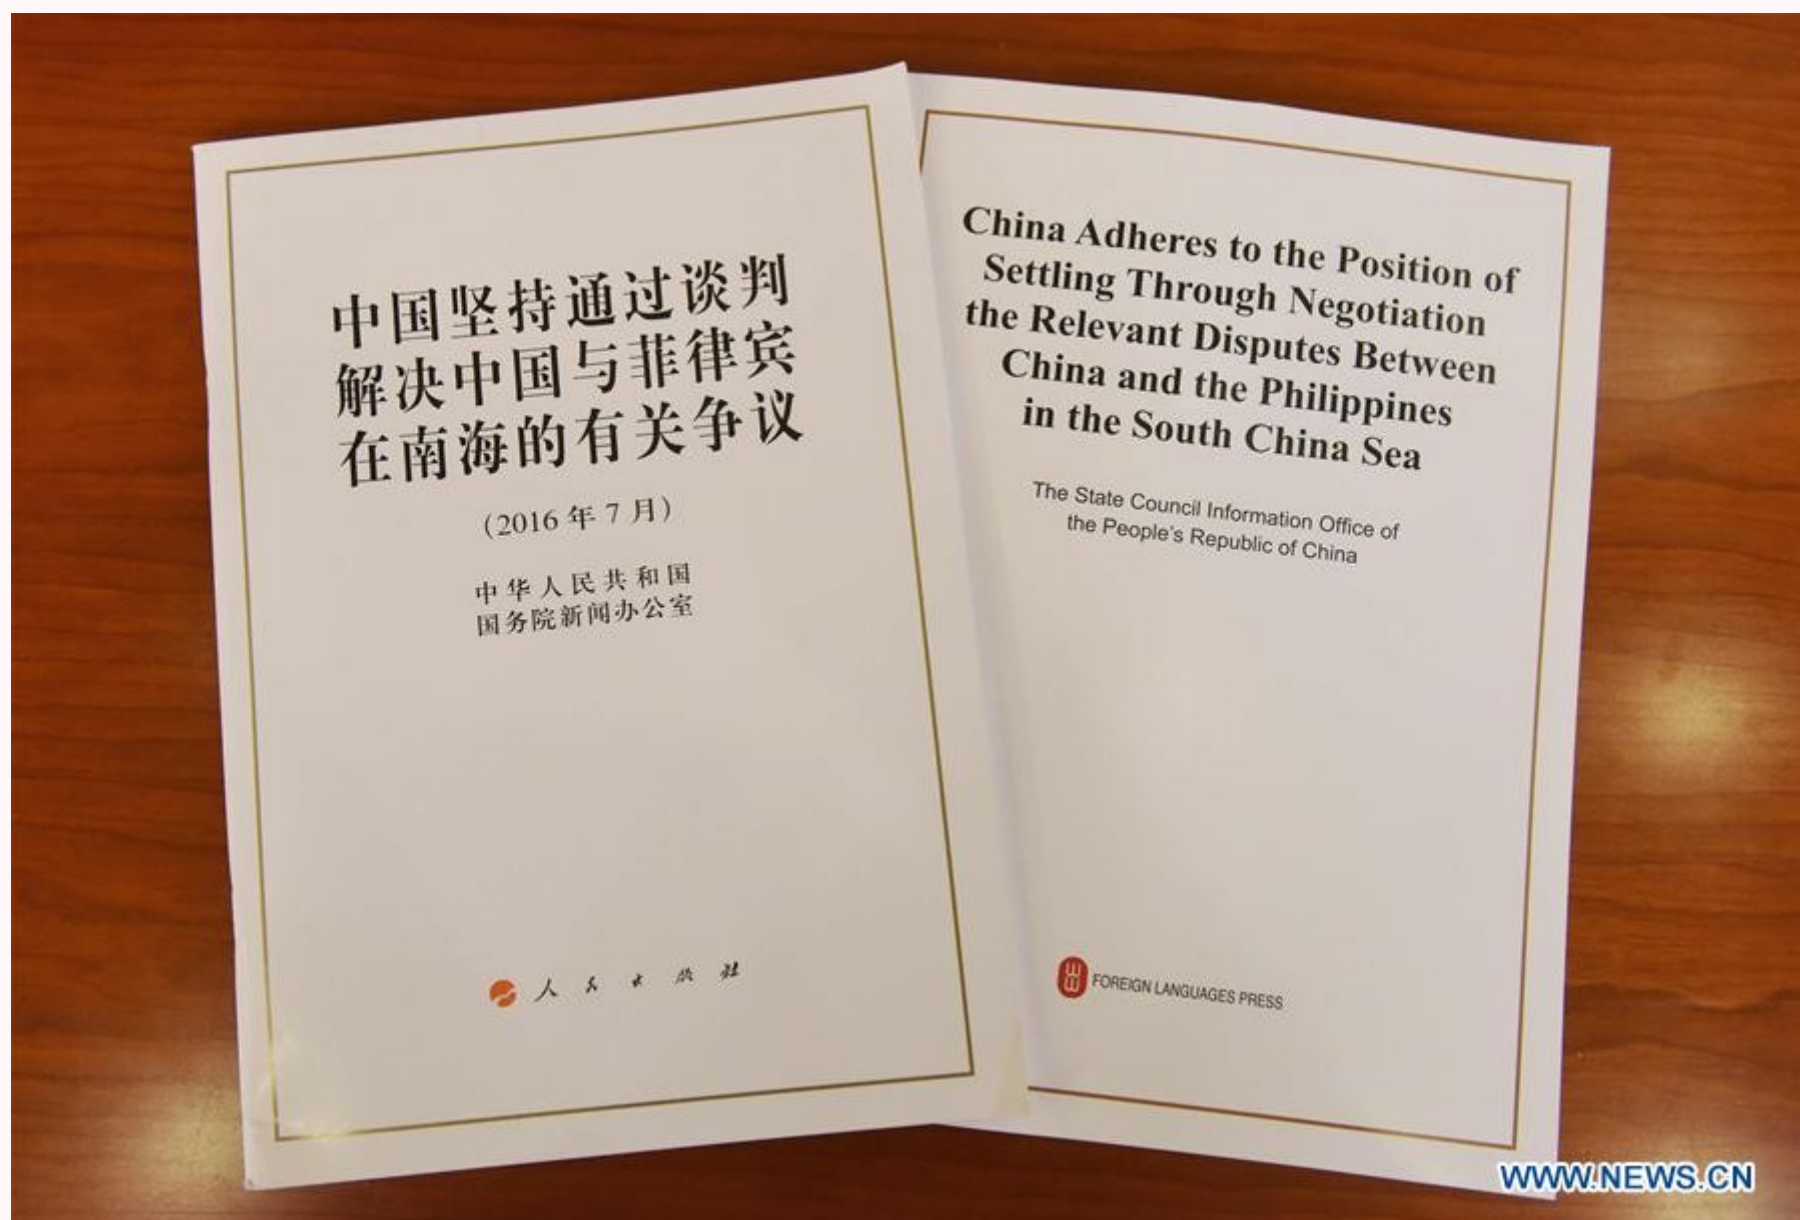 中国坚持通过谈判
解决中国与菲律宾
在南海的有关争议
(2016年7月)
中华人民共和国
国务院新闻办公室
人民出版社
China Adheres to the Position of
Settling Through Negotiation
the Relevant Disputes Between
China and the Philippines
in the South China Sea
The State Council Information Office of
the People's Republic of China
FOREIGN LANGUAGES PRESS
WWW.NEWS.CN